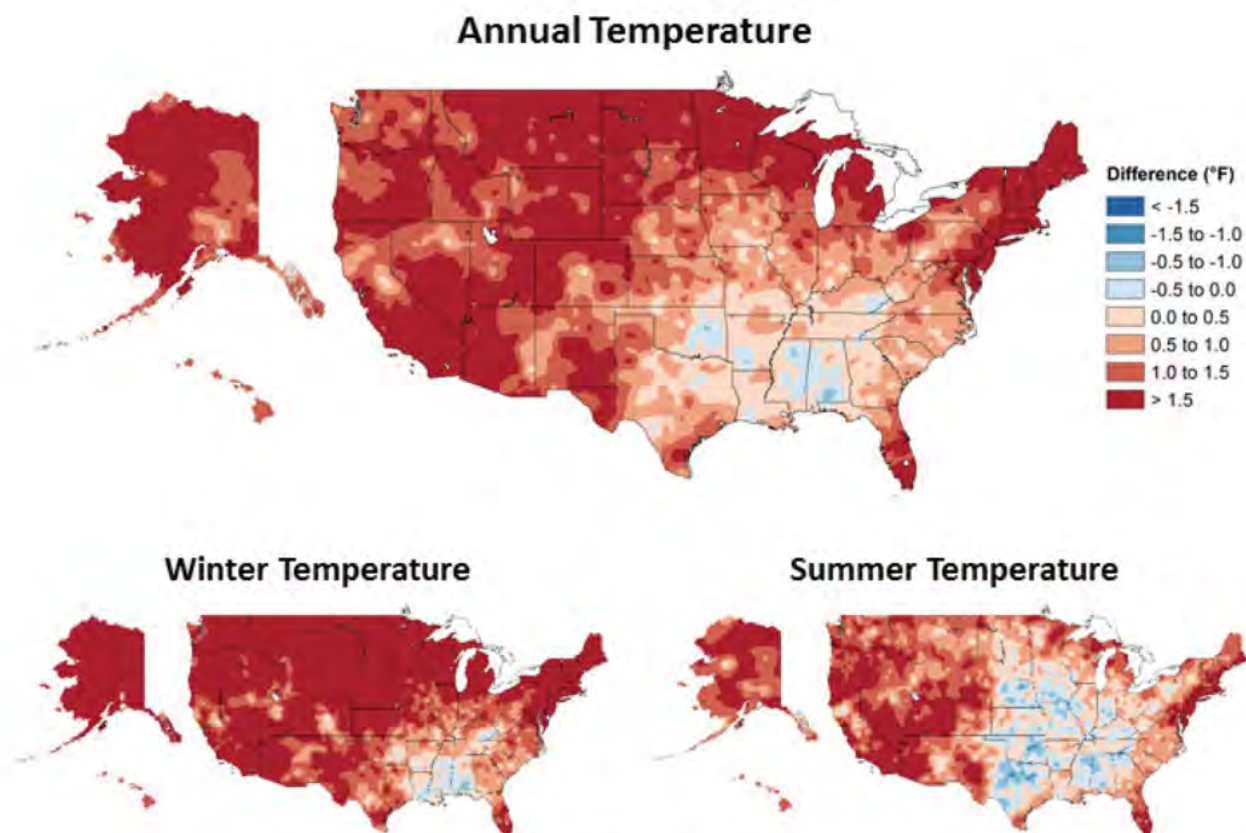 Annual Temperature
Difference (°F)
< -1.5
-1.5 to -1.0
-0.5 to -1.0
-0.5 to 0.0
0.0 to 0.5
0.5 to 1.0
1.0 to 1.5
> 1.5
Winter Temperature
Summer Temperature